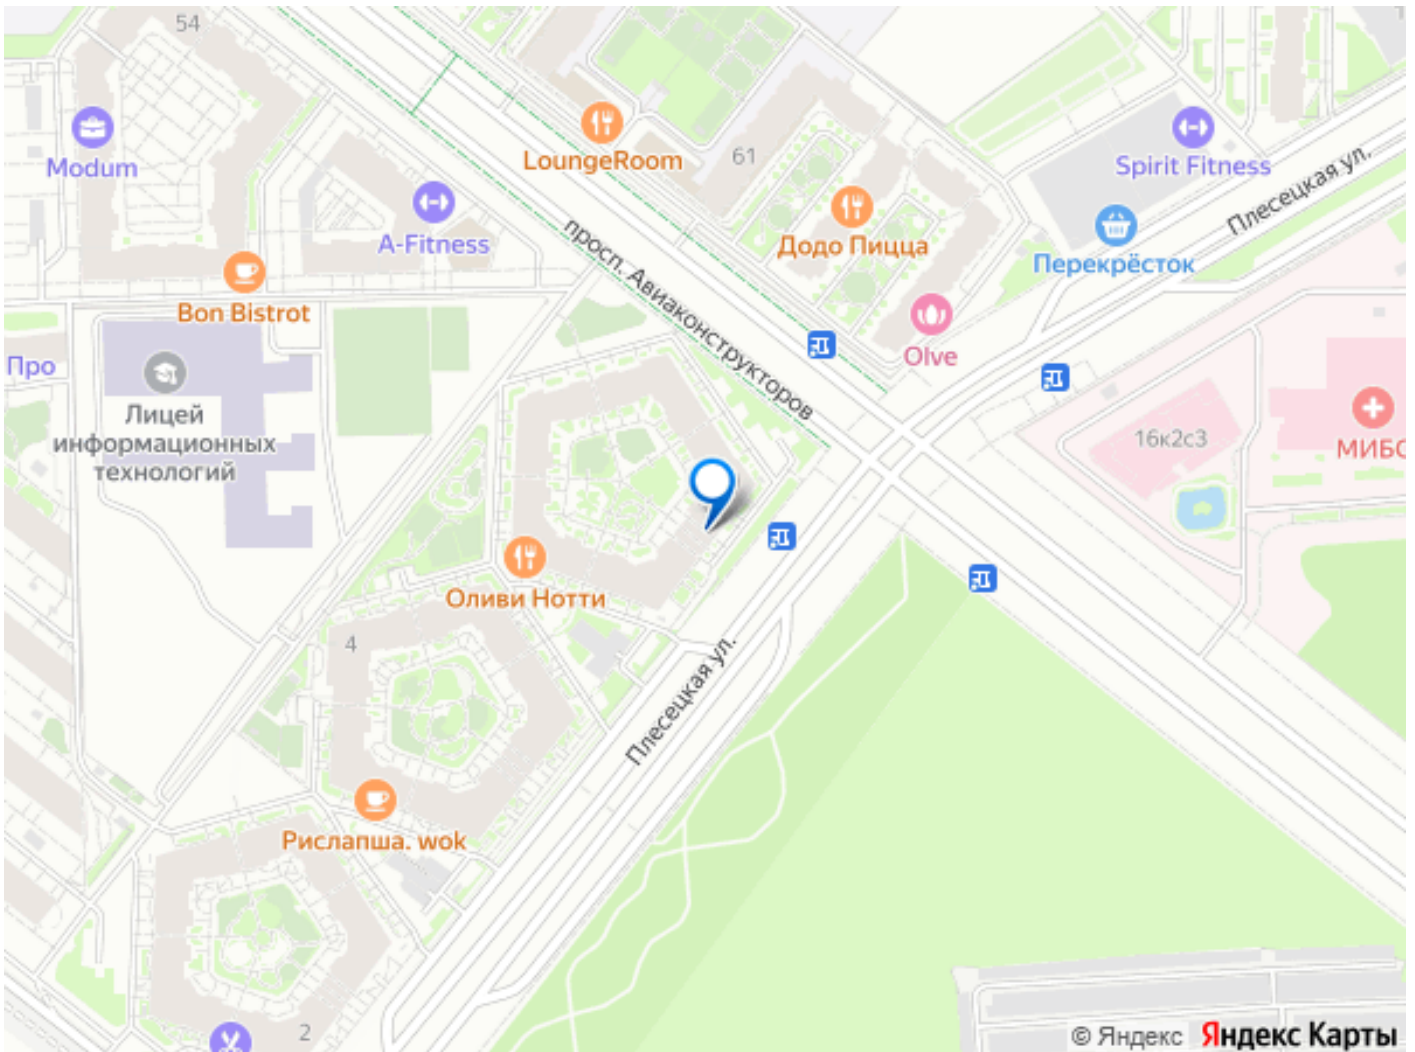 54
Modum
LoungeRoom
61
Spirit Fitness
Плесецкая ул.
A-Fitness
просп. Авиаконструкторов
Додо Пицца
Перекрёсток
Bon Bistrot
Olve
Про
Лицей
информационных
технологий
16к2с3
МИБС
Оливи Нотти
4
Плесецкая ул.
Рислапша. wok
2
© Яндекс Яндекс Карты